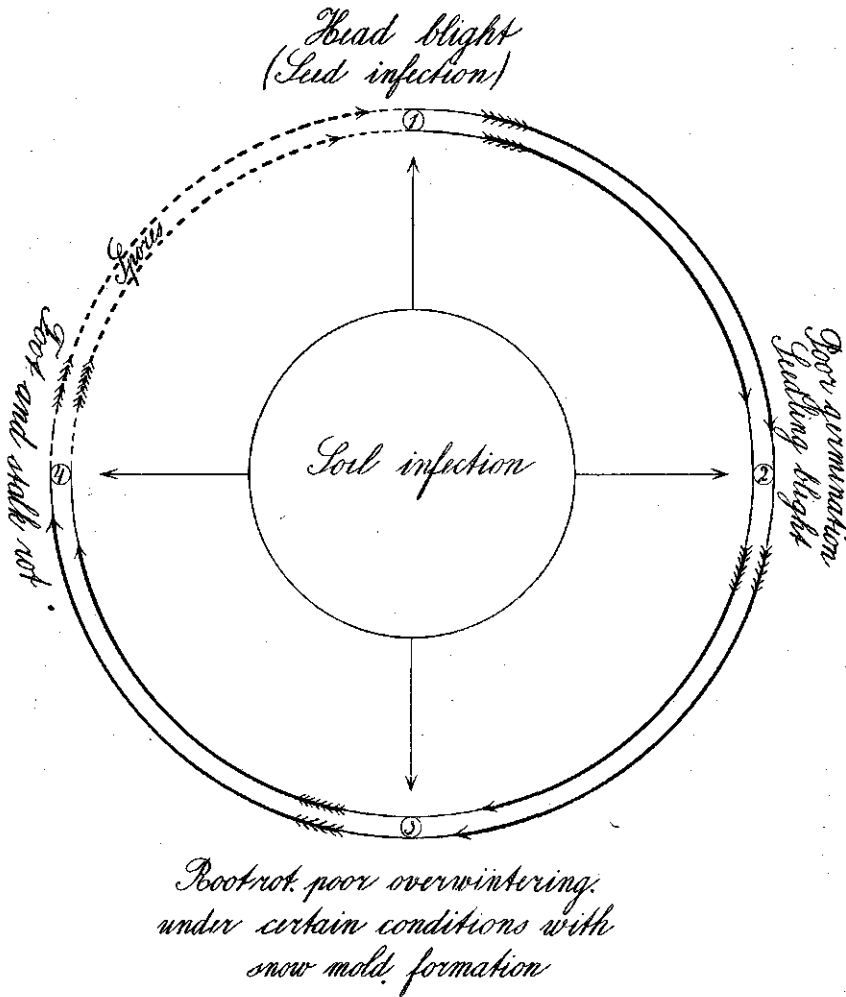 Head blight
(Seed infection)
1
Spores
Poor germination
Seedling blight
2
Soil infection
4
Foot and stalk rot.
3
Rootrot. poor overwintering.
under certain conditions with
snow mold. formation